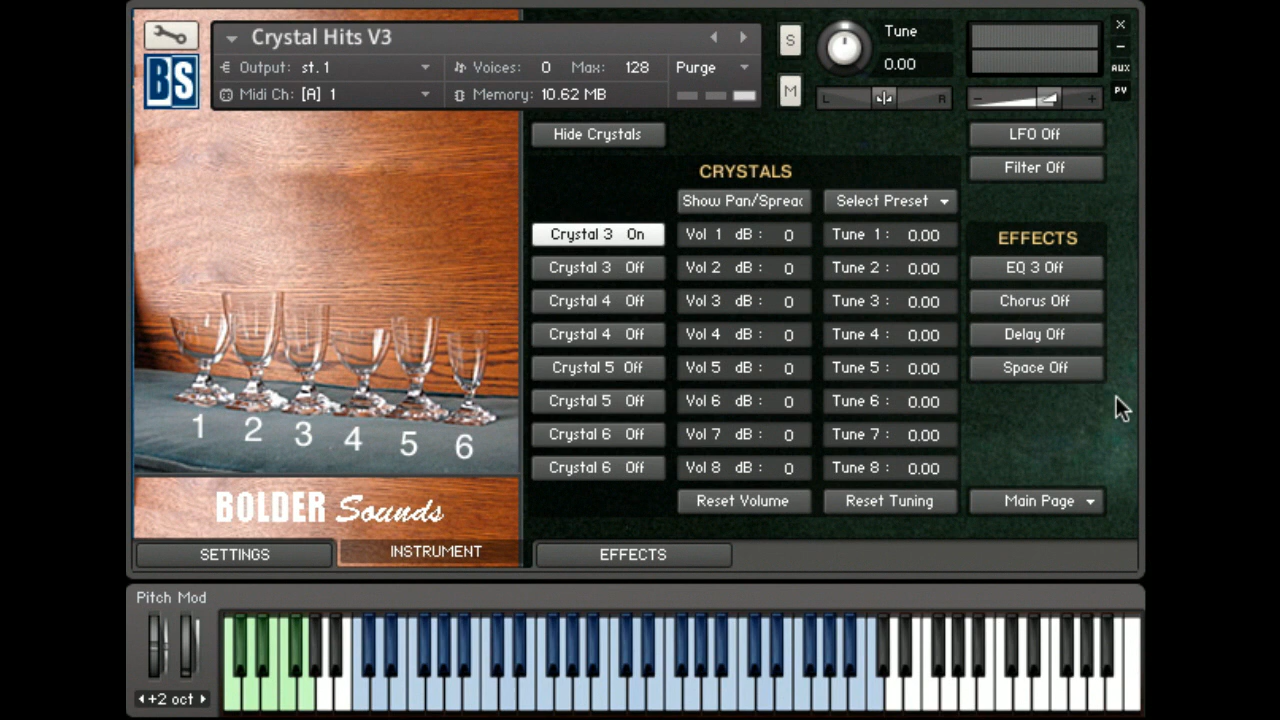 Crystal Hits V3
S
Tune
0.00
Output: st. 1
Voices: 0 Max: 128
Purge
BS
Midi Ch: [A] 1
Memory: 10.62 MB
M
L
R
AUX
PV
Hide Crystals
LFO Off
Filter Off
CRYSTALS
Show Pan/Spread
Select Preset
EFFECTS
Crystal 3 On
Vol 1 dB : 0
Tune 1 : 0.00
Crystal 3 Off
Vol 2 dB : 0
Tune 2 : 0.00
EQ 3 Off
Crystal 4 Off
Vol 3 dB : 0
Tune 3 : 0.00
Chorus Off
Crystal 4 Off
Vol 4 dB : 0
Tune 4 : 0.00
Delay Off
Crystal 5 Off
Vol 5 dB : 0
Tune 5 : 0.00
Space Off
Crystal 5 Off
Vol 6 dB : 0
Tune 6 : 0.00
Crystal 6 Off
Vol 7 dB : 0
Tune 7 : 0.00
Crystal 6 Off
Vol 8 dB : 0
Tune 8 : 0.00
Reset Volume
Reset Tuning
Main Page
1 2 3 4 5 6
BOLDER Sounds
SETTINGS
INSTRUMENT
EFFECTS
Pitch Mod
+2 oct